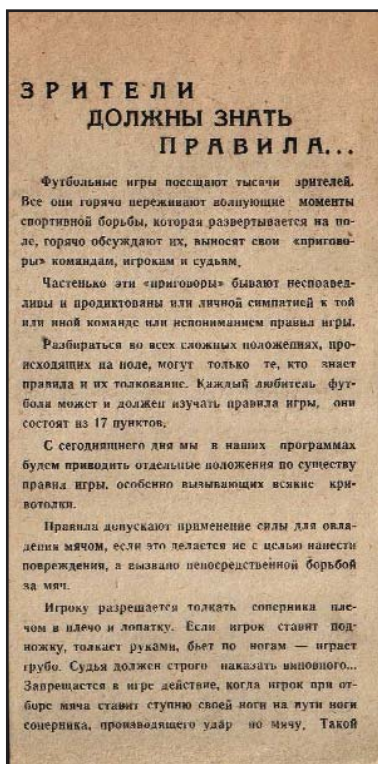 ЗРИТЕЛИ
ДОЛЖНЫ ЗНАТЬ
ПРАВИЛА...
Футбольные игры посещают тысячи зрителей.
Все они горячо переживают волнующие моменты
спортивной борьбы, которая развертывается на по-
ле, горячо обсуждают их, выносят свои «пригово-
ры» командам, игрокам и судьям.
Частенько эти «приговоры» бывают несправед-
ливы и продиктованы или личной симпатией к той
или иной команде или непониманием правил игры.
Разбираться во всех сложных положениях, про-
исходящих на поле, могут только те, кто знает
правила и их толкование. Каждый любитель фут-
бола может и должен изучать правила игры, они
состоят из 17 пунктов.
С сегодняшнего дня мы в наших программах
будем приводить отдельные положения по существу
правил игры, особенно вызывающих всякие кри-
вотолки.
Правила допускают применение силы для овла-
дения мячом, если это делается не с целью нанести
повреждения, а вызвано непосредственной борьбой
за мяч.
Игроку разрешается толкать соперника пле-
чом в плечо и лопатку. Если игрок ставит под-
ножку, толкает руками, бьет по ногам — играет
грубо. Судья должен строго наказать виновного...
Запрещается в игре действие, когда игрок при от-
боре мяча ставит ступню своей ноги на пути ноги
соперника, производящего удар по мячу. Такой